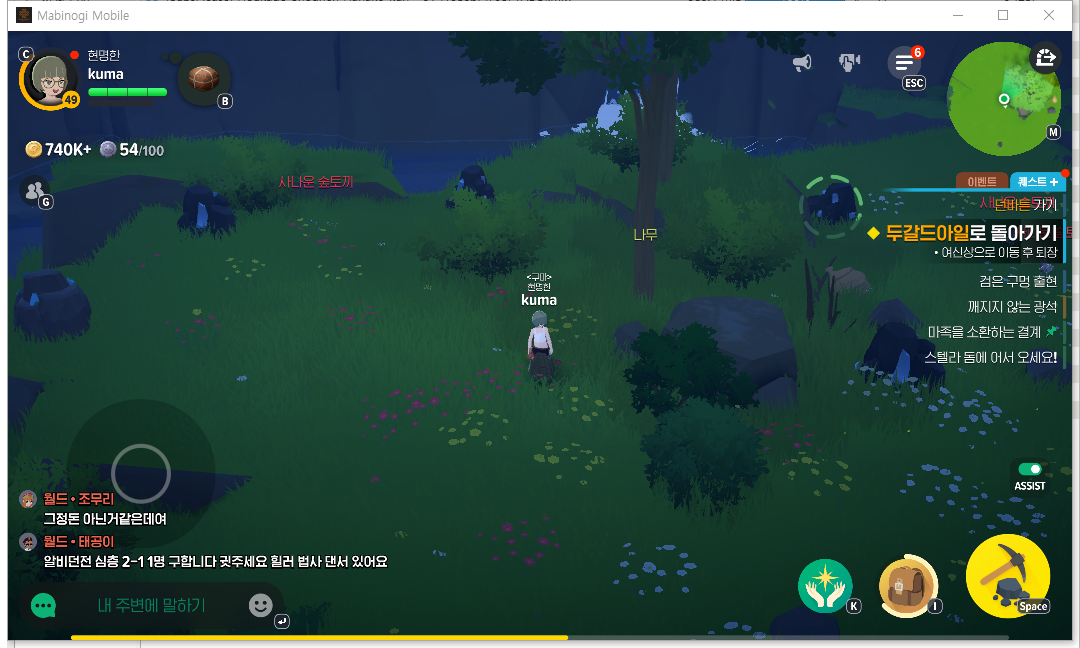 Mabinogi Mobile
C
현명한
kuma
49
B
6
ESC
M
740K+
54/100
G
사나운 숲토끼
이벤트
퀘스트 +
던바튼 가기
두갈드아일로 돌아가기
• 여신상으로 이동 후 퇴장
검은 구멍 출현
깨지지 않는 광석
마족을 소환하는 결계
스텔라 돔에 어서 오세요!
나무
<구마>
현명한
kuma
ASSIST
월드 • 조무리
그정돈 아닌거같은데여
월드 • 태공이
알비던전 심층 2-1 1명 구합니다 귓주세요 힐러 법사 댄서 있어요
내 주변에 말하기
K
I
Space